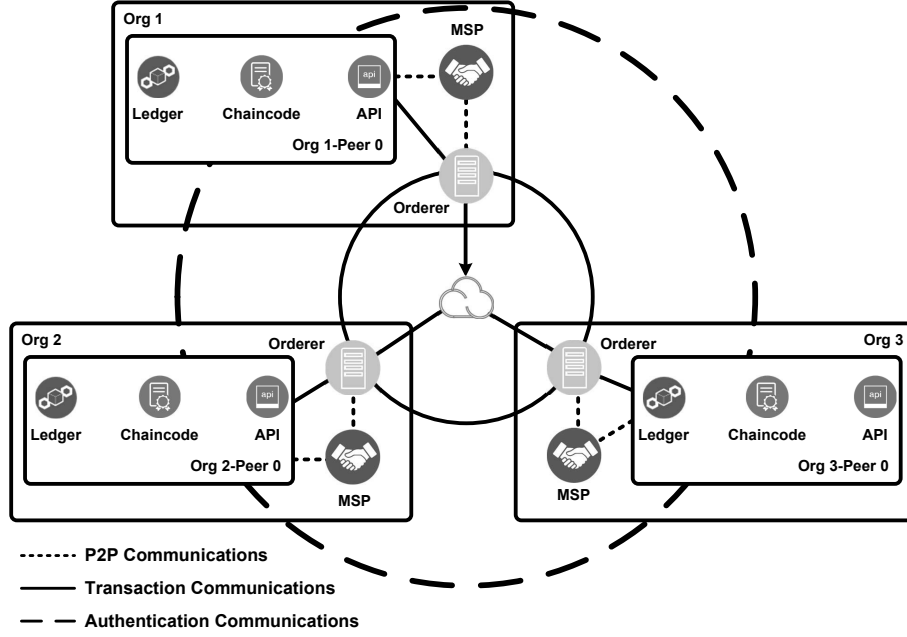 Org 1
MSP
api
Ledger
Chaincode
API
Org 1-Peer 0
Orderer
Org 2
Orderer
api
Ledger
Chaincode
API
Org 2-Peer 0
MSP
Orderer
Org 3
api
Ledger
Chaincode
API
Org 3-Peer 0
MSP
P2P Communications
Transaction Communications
Authentication Communications